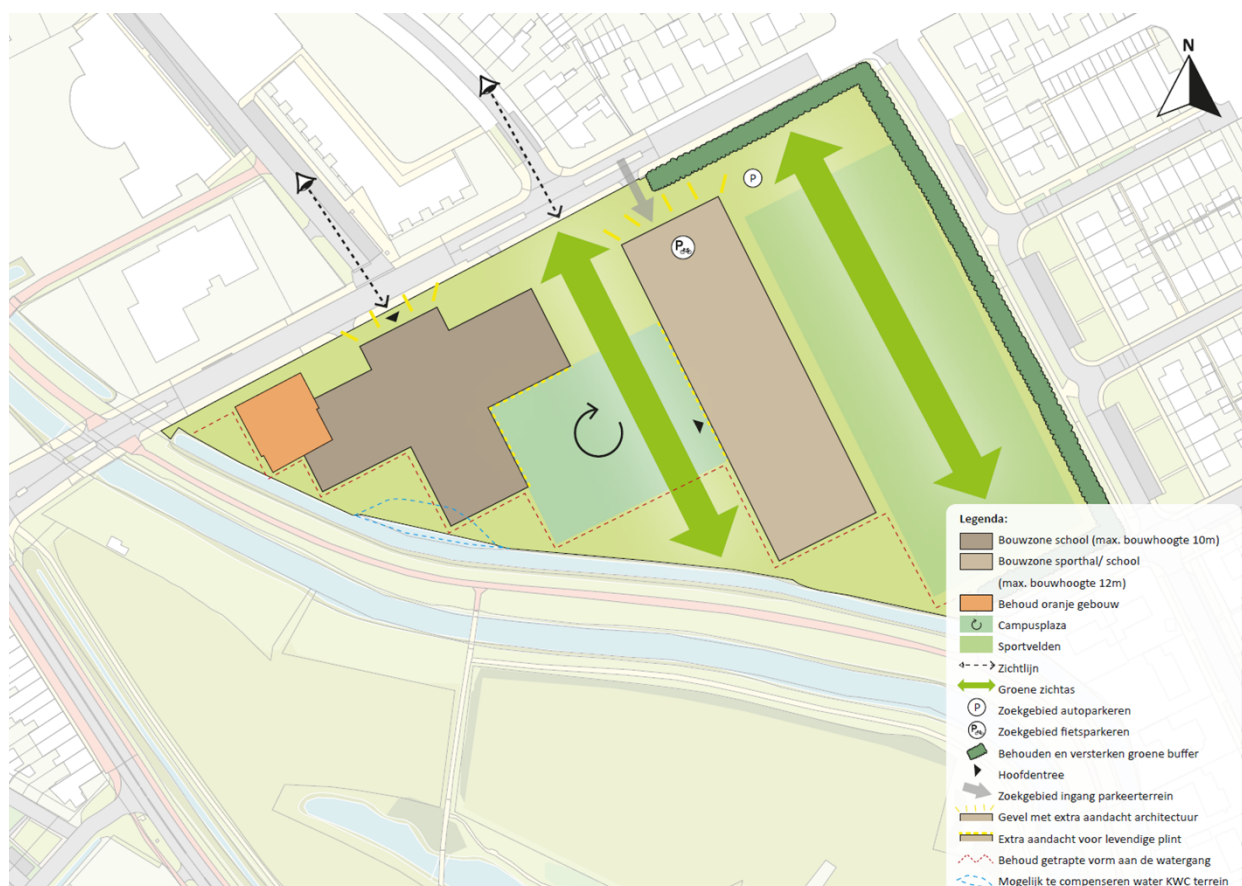 N
P
P
Legenda:
Bouwzone school (max. bouwhoogte 10m)
Bouwzone sporthal/ school
(max. bouwhoogte 12m)
Behoud oranje gebouw
Campusplaza
Sportvelden
Zichtlijn
Groene zichtas
P
Zoekgebied autoparkeren
P
Zoekgebied fietsparkeren
Behouden en versterken groene buffer
Hoofdentree
Zoekgebied ingang parkeerterrein
Gevel met extra aandacht architectuur
Extra aandacht voor levendige plint
Behoud getrapte vorm aan de watergang
Mogelijk te compenseren water KWC terrein